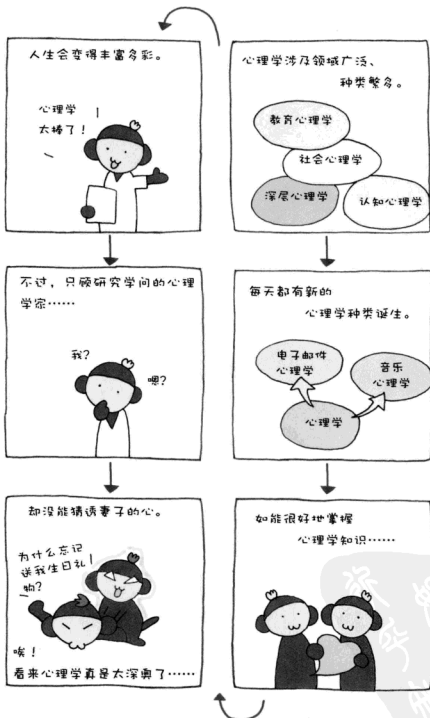 心理学涉及领域广泛、
种类繁多。
教育心理学
社会心理学
深层心理学
认知心理学
每天都有新的
心理学种类诞生。
电子邮件
心理学
音乐
心理学
心理学
如能很好地掌握
心理学知识……
人生会变得丰富多彩。
心理学
太棒了！
不过，只顾研究学问的心理
学家……
我？
嗯？
却没能猜透妻子的心。
为什么忘记
送我生日礼
物？
唉！
看来心理学真是太深奥了……